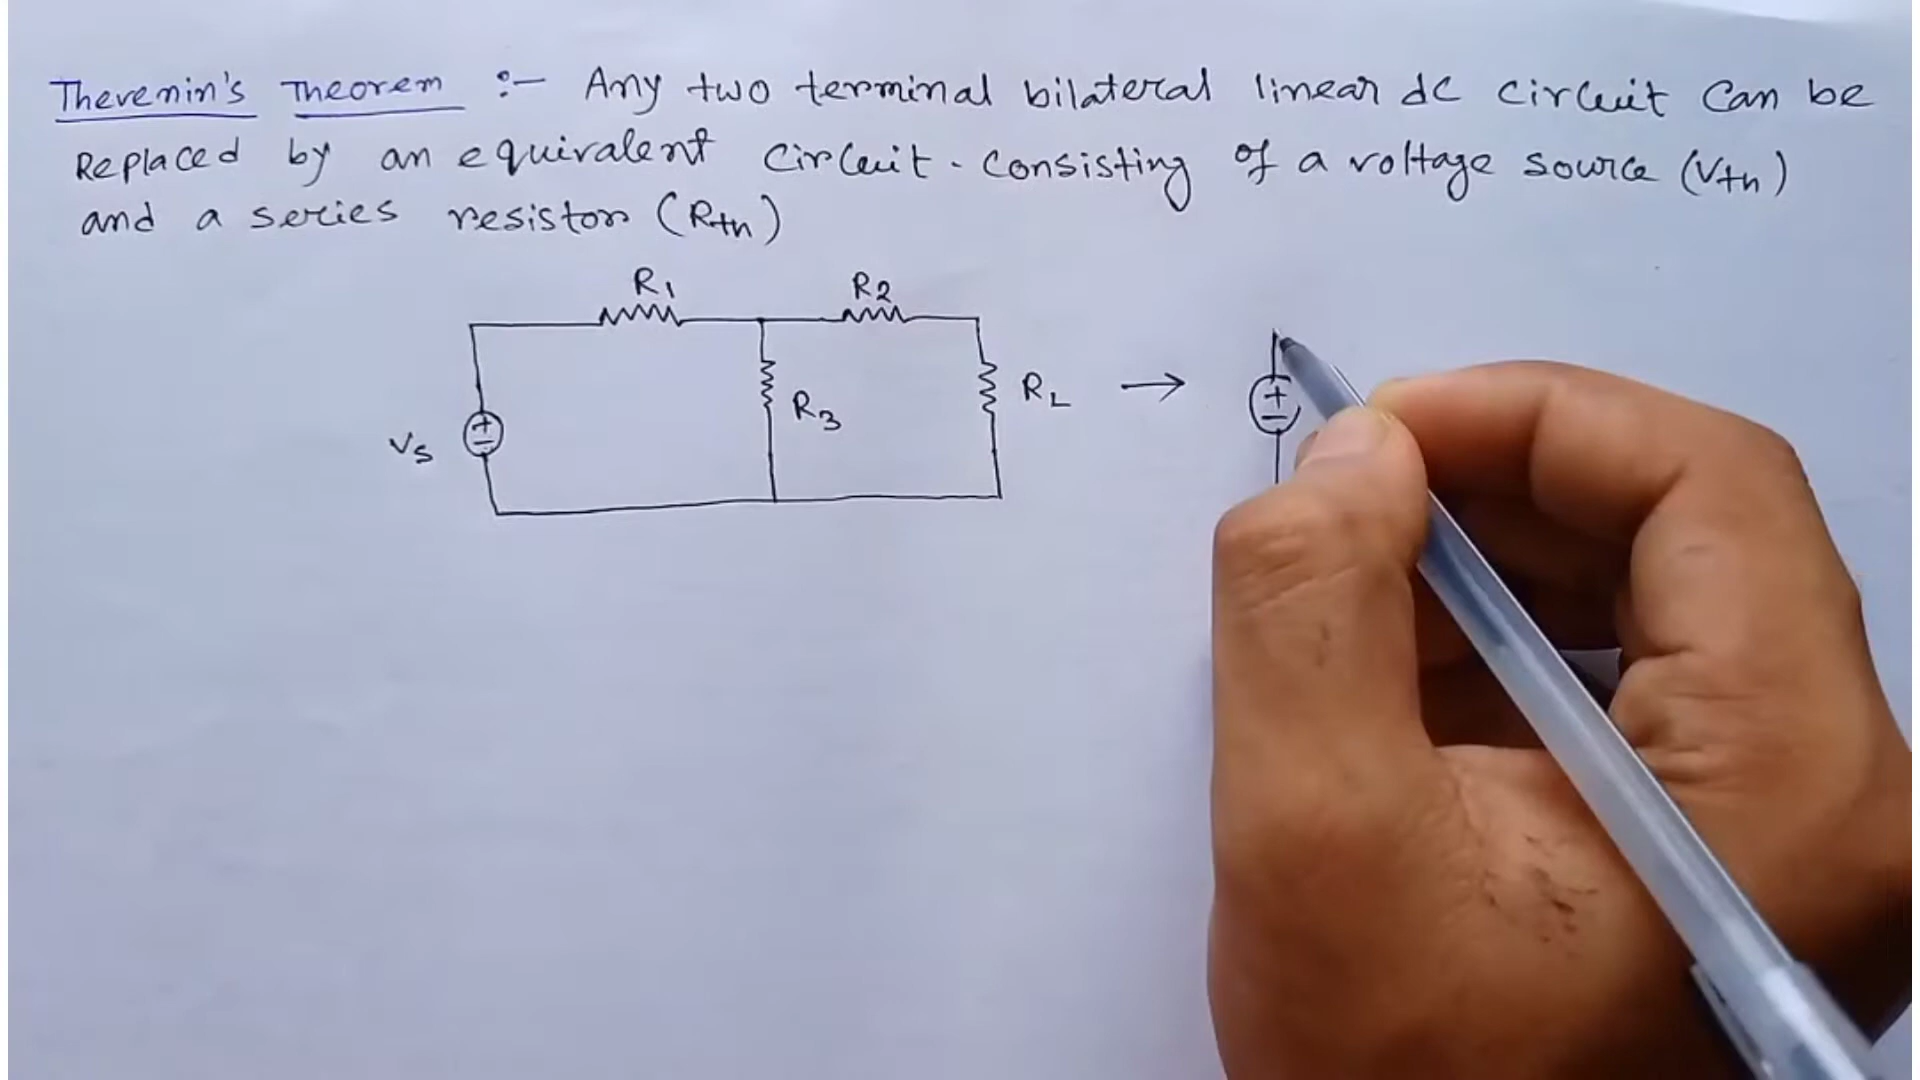 Thevenin's Theorem :- Any two terminal bilateral linear dc circuit can be
Replaced by an equivalent circuit - consisting of a voltage source (Vth)
and a series resistor (Rth)
R1 R2
R3 RL →
Vs
+
-
+
-